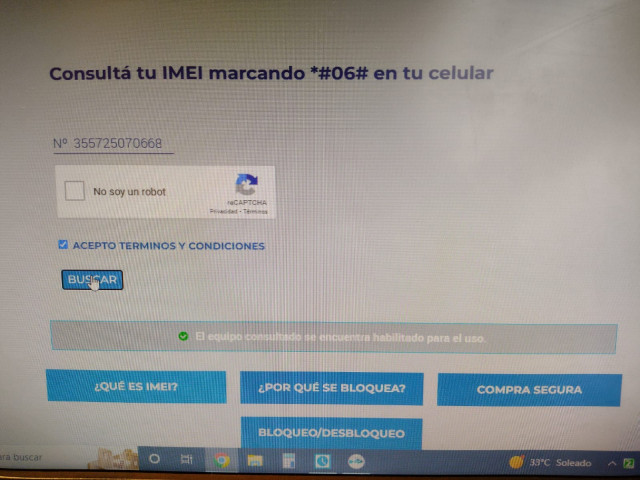 Consultá tu IMEI marcando *#06# en tu celular
Nº 355725070668
No soy un robot
reCAPTCHA
Privacidad - Términos
ACEPTO TERMINOS Y CONDICIONES
BUSCAR
El equipo consultado se encuentra habilitado para el uso.
¿QUÉ ES IMEI?
¿POR QUÉ SE BLOQUEA?
COMPRA SEGURA
BLOQUEO/DESBLOQUEO
ara buscar
33°C Soleado